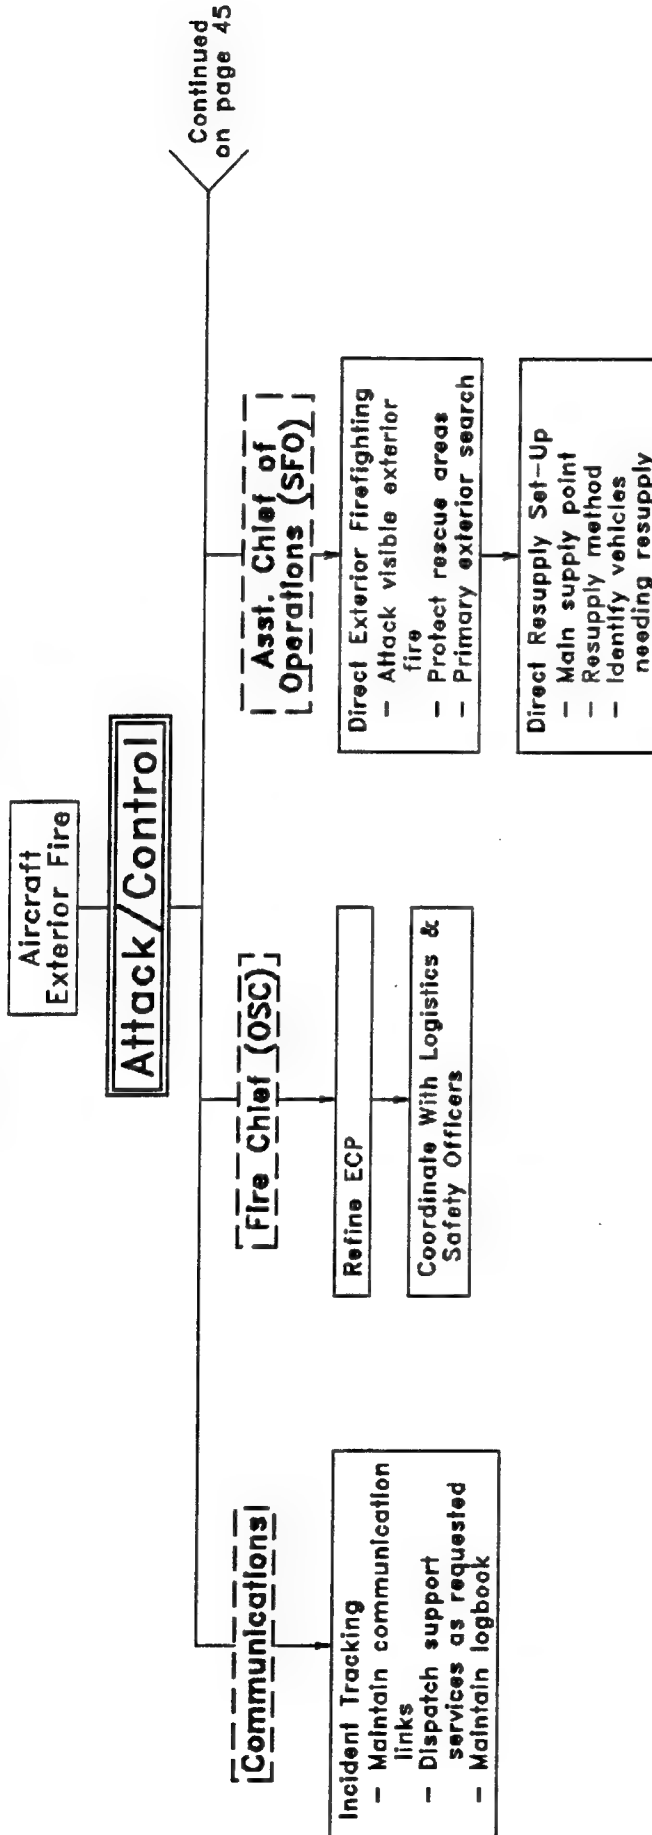 Aircraft
Exterior Fire
Attack/Control
Continued
on page 45
Communications
Incident Tracking
- Maintain communication
links
- Dispatch support
services as requested
- Maintain logbook
Fire Chief (OSC)
Refine ECP
Coordinate With Logistics &
Safety Officers
Asst. Chief of
Operations (SFO)
Direct Exterior Firefighting
- Attack visible exterior
fire
- Protect rescue areas
- Primary exterior search
Direct Resupply Set-Up
- Main supply point
- Resupply method
- Identify vehicles
needing resupply